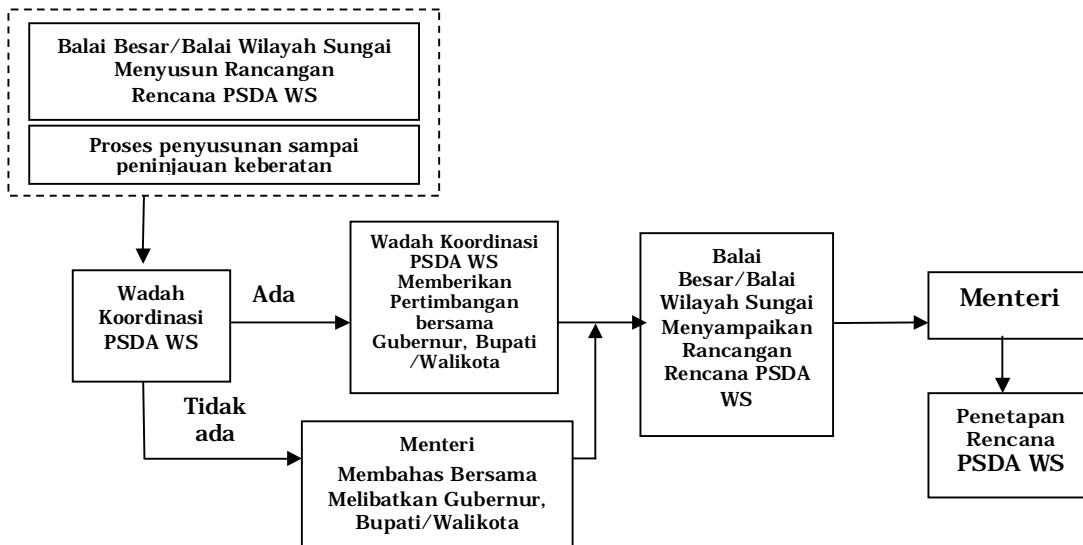 Balai Besar/Balai Wilayah Sungai
Menyusun Rancangan
Rencana PSDA WS
Proses penyusunan sampai
peninjauan keberatan
Wadah
Koordinasi
PSDA WS
Ada
Tidak
ada
Wadah Koordinasi
PSDA WS
Memberikan
Pertimbangan
bersama
Gubernur, Bupati
/Walikota
Menteri
Membahas Bersama
Melibatkan Gubernur,
Bupati/Walikota
Balai
Besar/Balai
Wilayah Sungai
Menyampaikan
Rancangan
Rencana PSDA
WS
Menteri
Penetapan
Rencana
PSDA WS